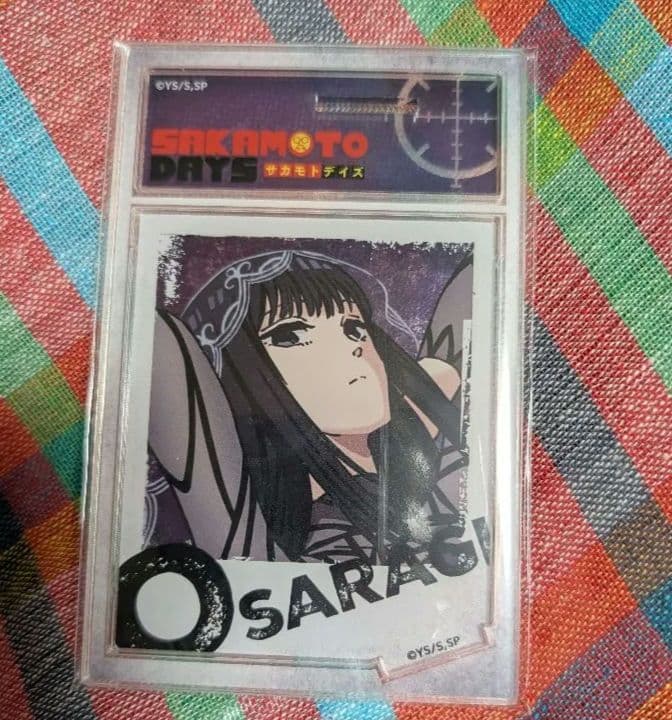 ©YS/S,SP
SAKAMOTO
DAYS サカモトデイズ
OSARAGI
©YS/S,SP